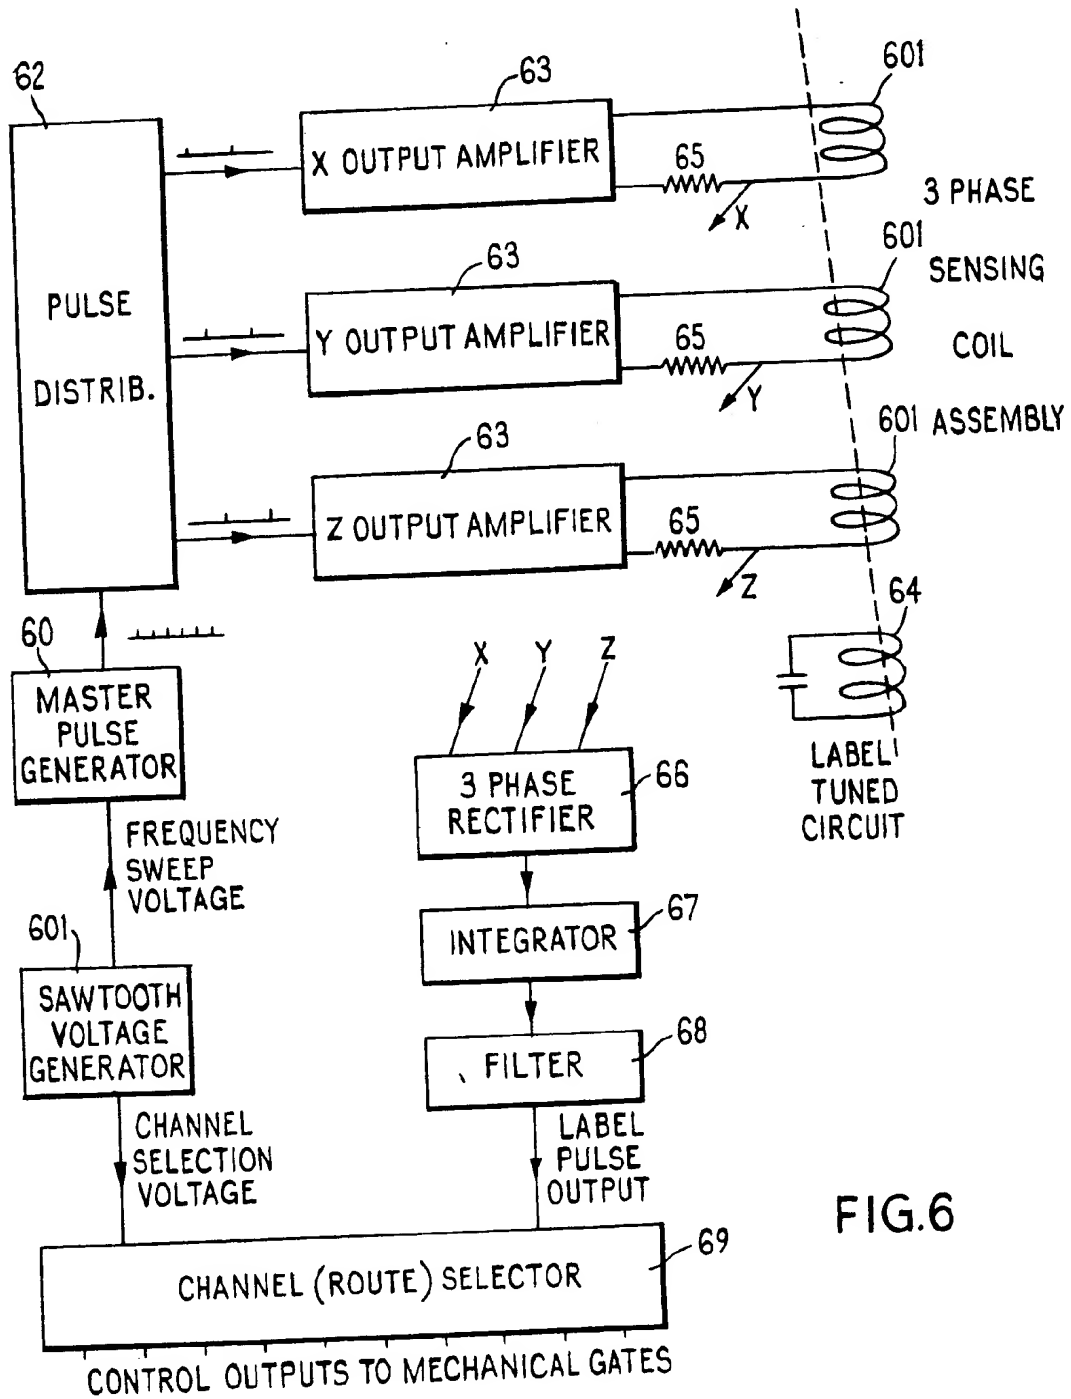 62
63
601
X OUTPUT AMPLIFIER
65
X
3 PHASE
63
601
SENSING
PULSE
DISTRIB.
Y OUTPUT AMPLIFIER
65
Y
COIL
63
601
ASSEMBLY
Z OUTPUT AMPLIFIER
65
Z
60
64
X Y Z
MASTER
PULSE
GENERATOR
3 PHASE
RECTIFIER
66
LABEL
TUNED
CIRCUIT
FREQUENCY
SWEEP
VOLTAGE
601
INTEGRATOR
67
SAWTOOTH
VOLTAGE
GENERATOR
FILTER
68
CHANNEL
SELECTION
VOLTAGE
LABEL
PULSE
OUTPUT
FIG.6
69
CHANNEL (ROUTE) SELECTOR
CONTROL OUTPUTS TO MECHANICAL GATES